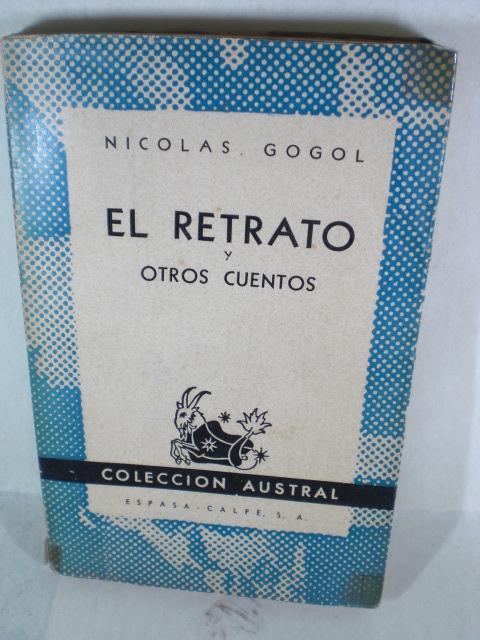 NICOLAS. GOGOL
EL RETRATO
Y
OTROS CUENTOS
COLECCION AUSTRAL
ESPASA-CALPE, S. A.